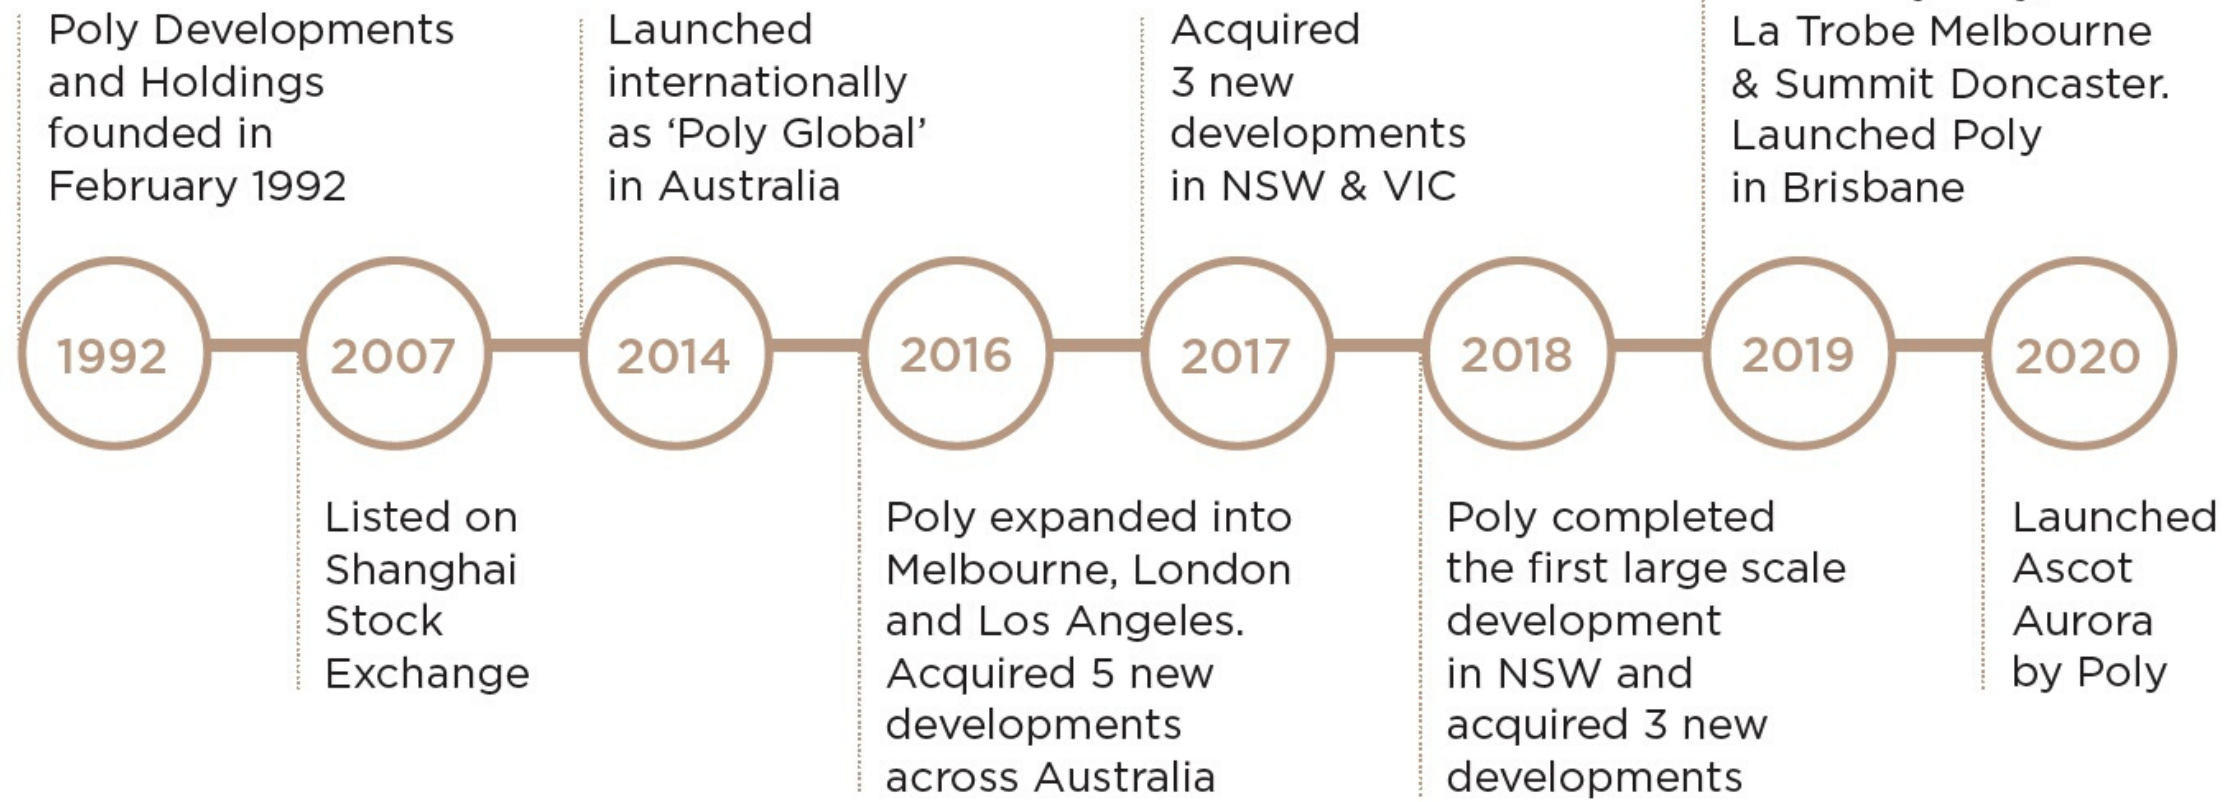 Poly Developments
and Holdings
founded in
February 1992
Launched
internationally
as ‘Poly Global’
in Australia
Acquired
3 new
developments
in NSW & VIC
La Trobe Melbourne
& Summit Doncaster.
Launched Poly
in Brisbane
1992
2007
2014
2016
2017
2018
2019
2020
Listed on
Shanghai
Stock
Exchange
Poly expanded into
Melbourne, London
and Los Angeles.
Acquired 5 new
developments
across Australia
Poly completed
the first large scale
development
in NSW and
acquired 3 new
developments
Launched
Ascot
Aurora
by Poly